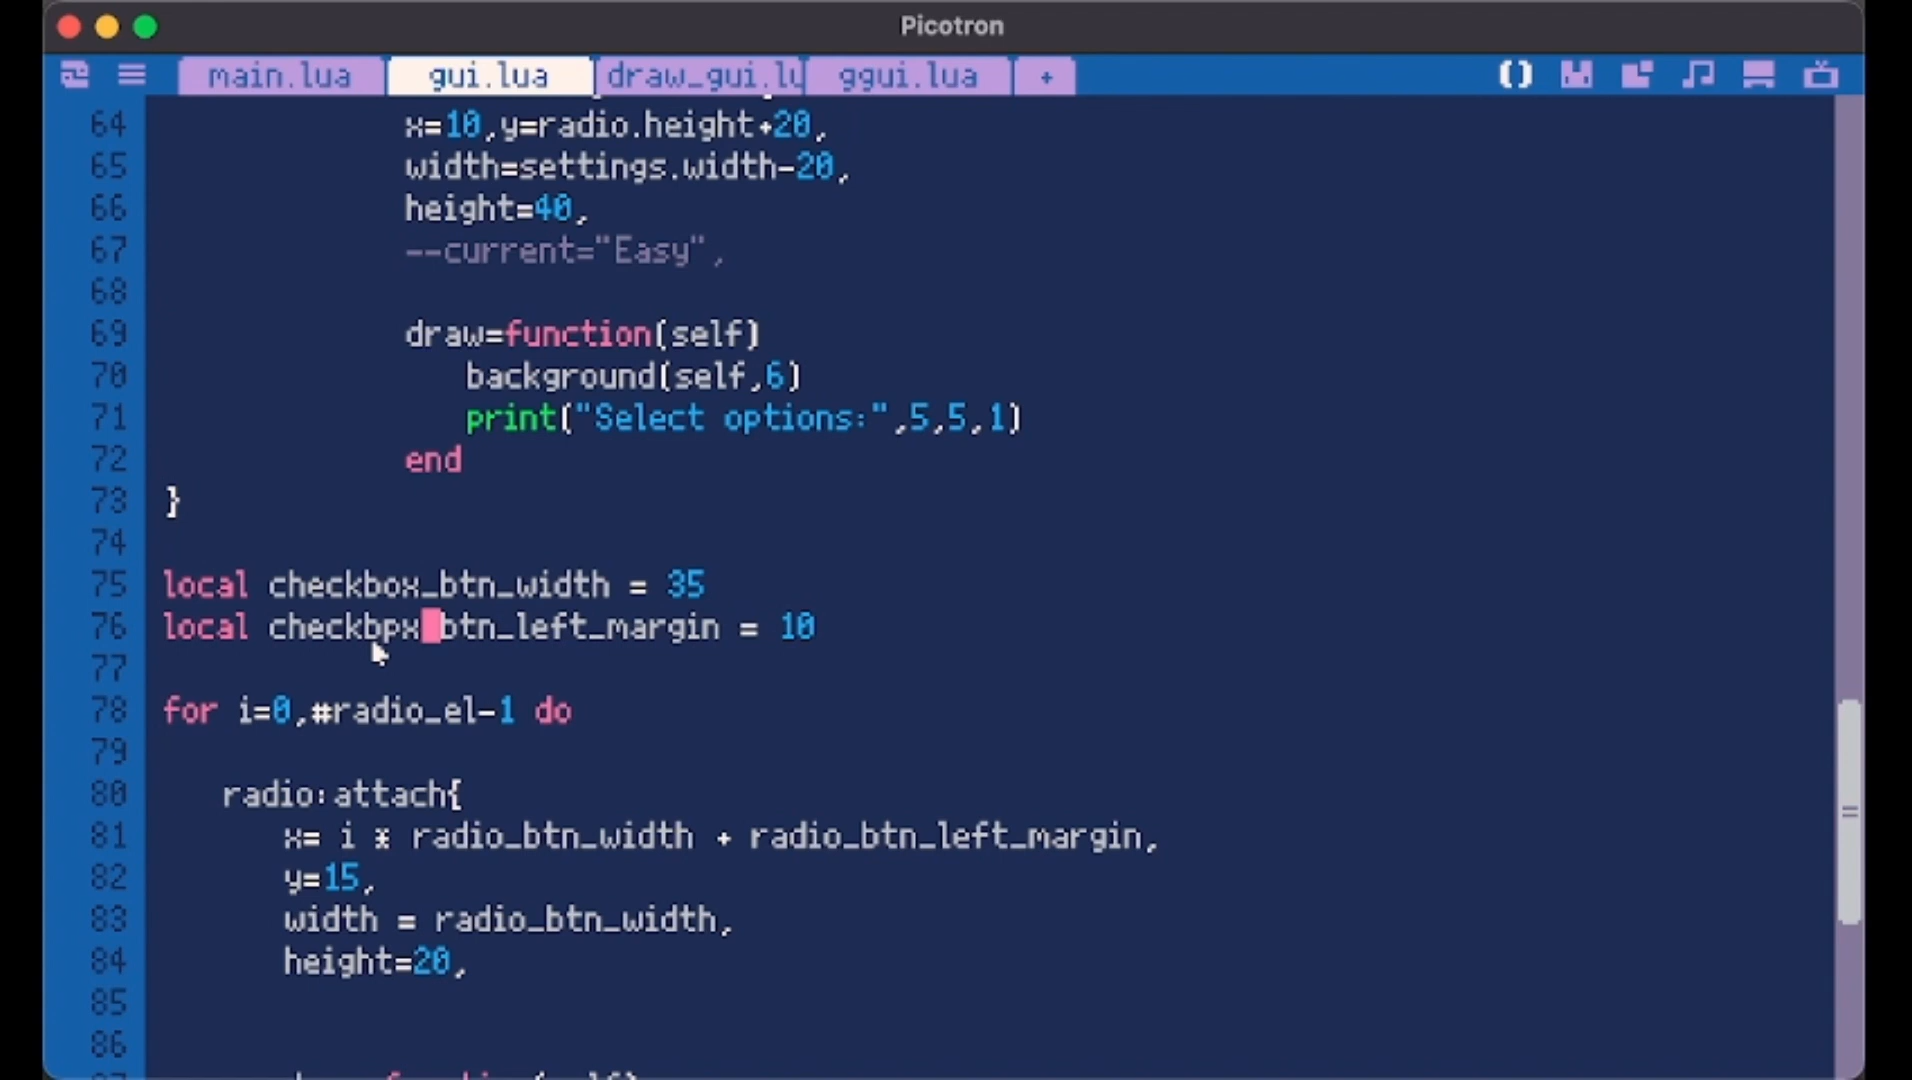 Picotron
main.lua gui.lua draw_gui.lu ggui.lua +
64 x=10,y=radio.height+20,
65 width=settings.width-20,
66 height=40,
67 --current="Easy",
68
69 draw=function(self)
70 background(self,6)
71 print("Select options:",5,5,1)
72 end
73 }
74
75 local checkbox_btn_width = 35
76 local checkbpx_btn_left_margin = 10
77
78 for i=0,#radio_el-1 do
79
80 radio:attach{
81 x= i * radio_btn_width + radio_btn_left_margin,
82 y=15,
83 width = radio_btn_width,
84 height=20,
85
86